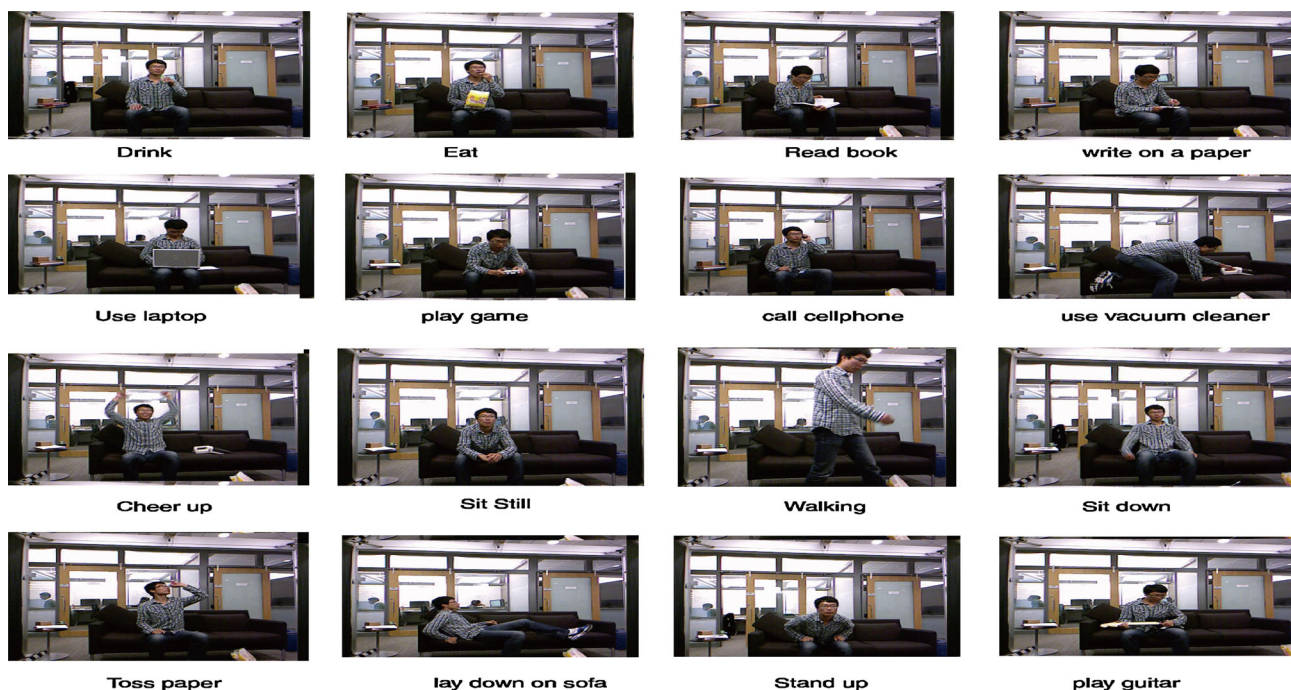 Drink
Eat
Read book
write on a paper
Use laptop
play game
call cellphone
use vacuum cleaner
Cheer up
Sit Still
Walking
Sit down
Toss paper
lay down on sofa
Stand up
play guitar